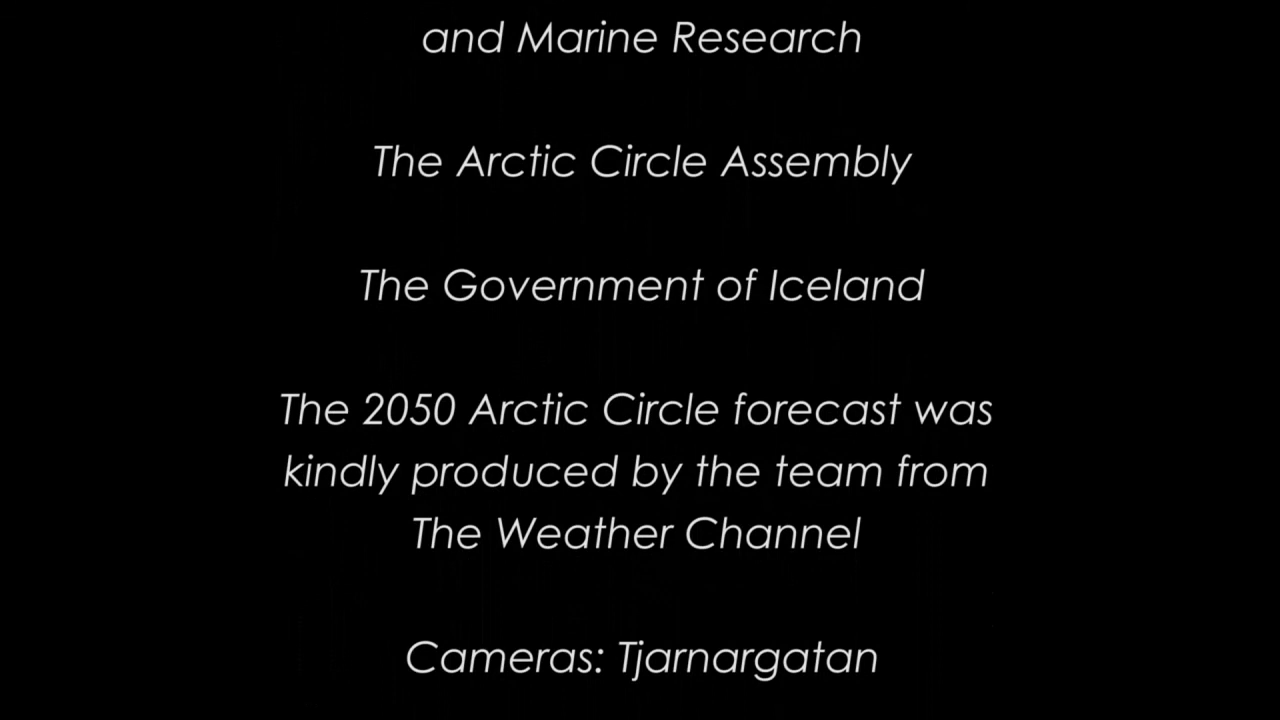 and Marine Research
The Arctic Circle Assembly
The Government of Iceland
The 2050 Arctic Circle forecast was
kindly produced by the team from
The Weather Channel
Cameras: Tjarnargatan